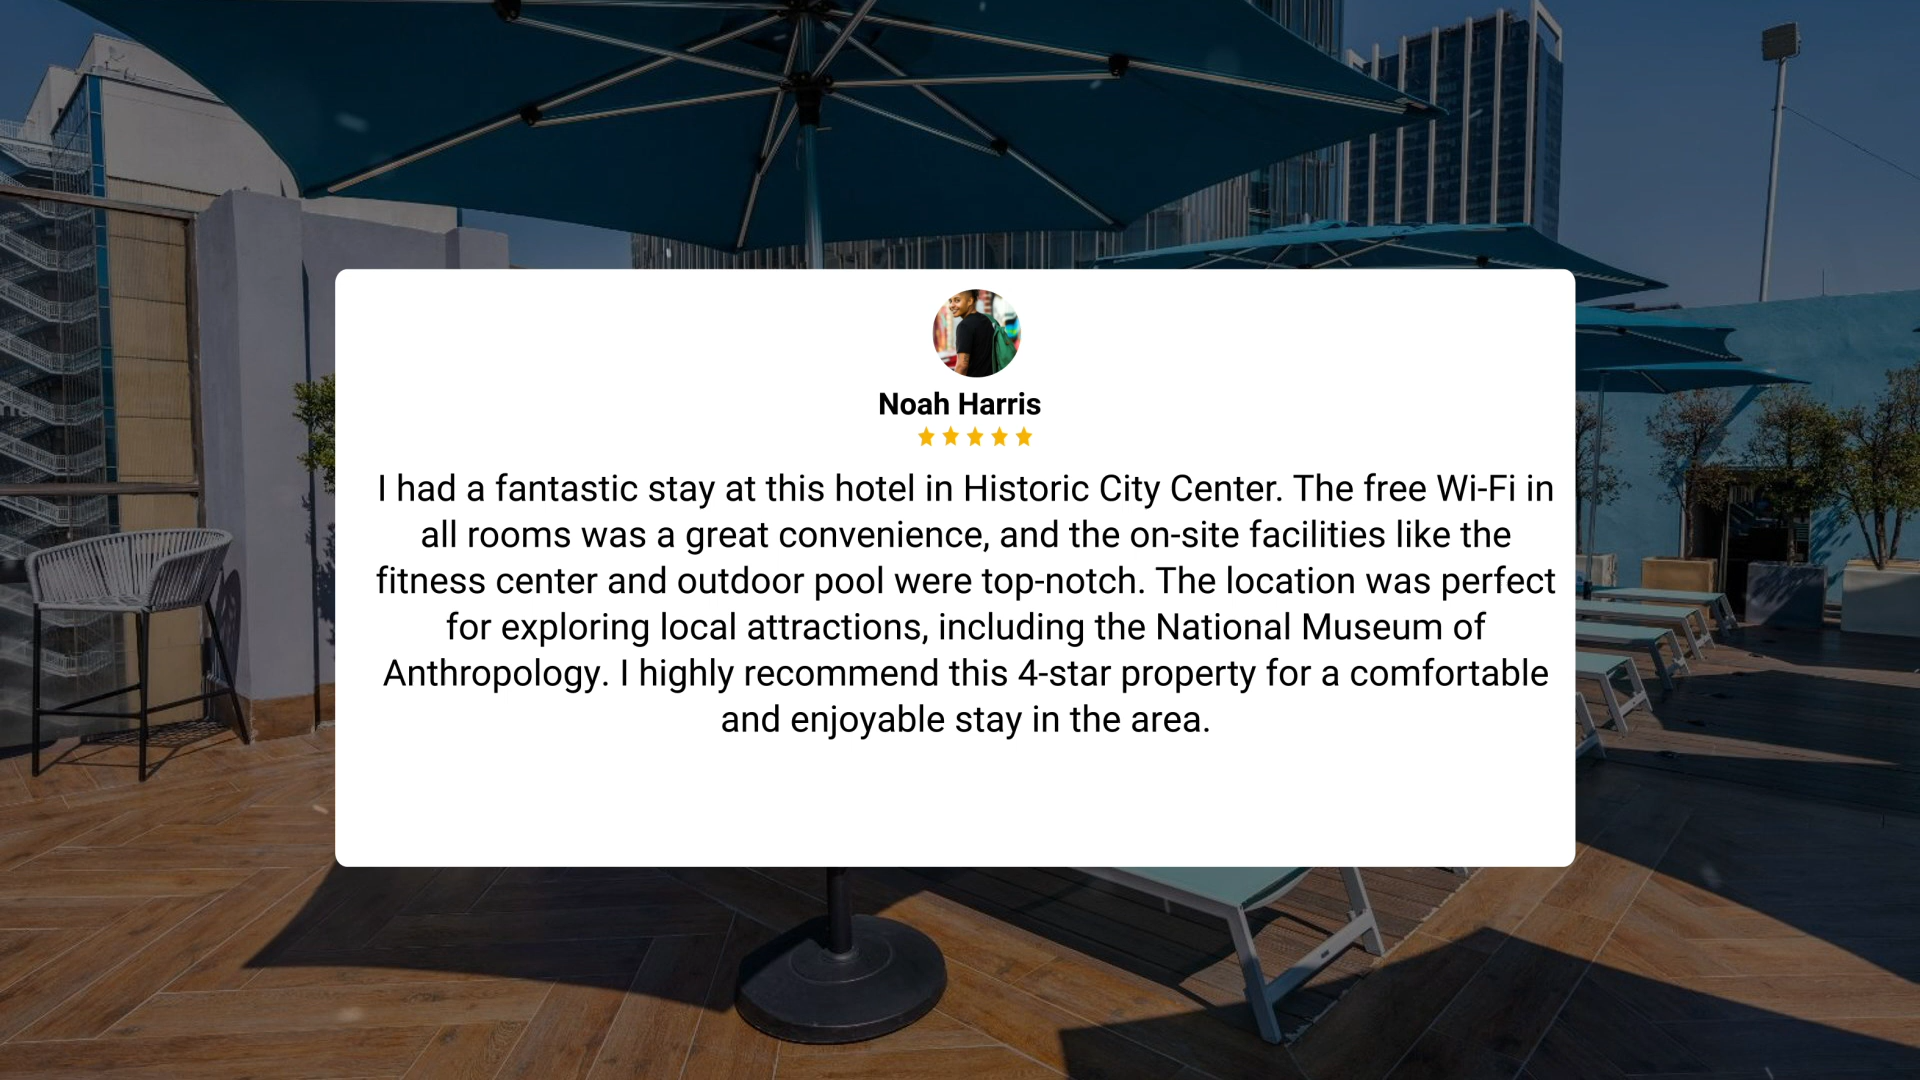 Noah Harris
I had a fantastic stay at this hotel in Historic City Center. The free Wi-Fi in
all rooms was a great convenience, and the on-site facilities like the
fitness center and outdoor pool were top-notch. The location was perfect
for exploring local attractions, including the National Museum of
Anthropology. I highly recommend this 4-star property for a comfortable
and enjoyable stay in the area.